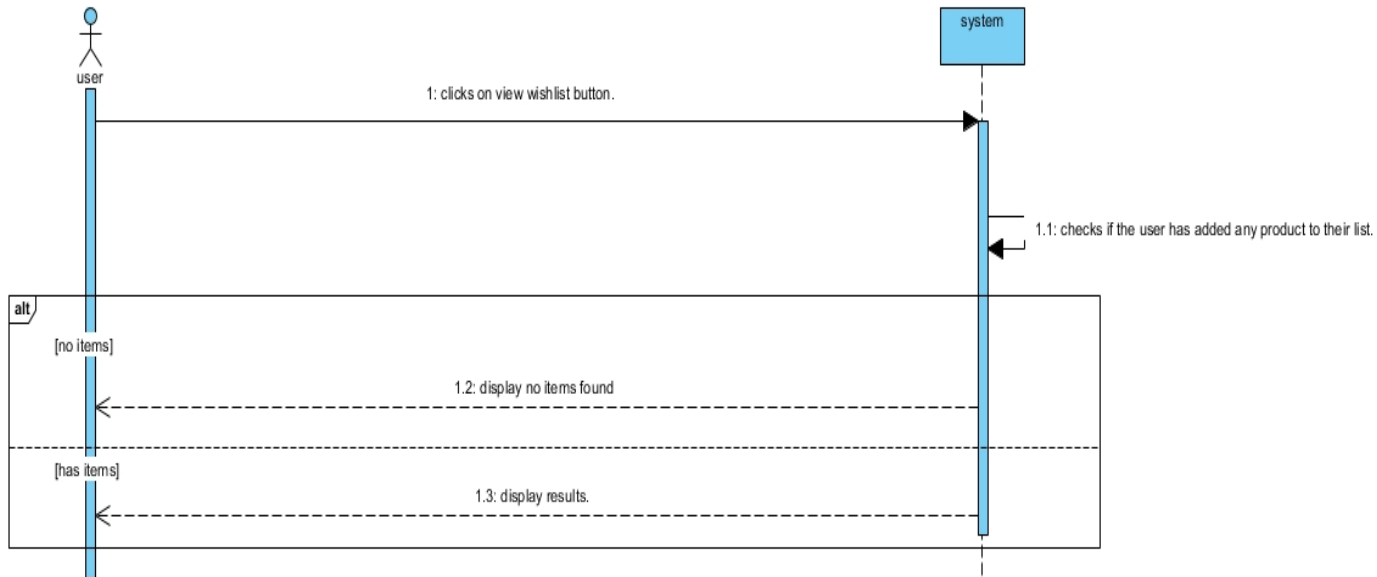 system
user
1: clicks on view wishlist button.
1.1: checks if the user has added any product to their list.
alt
[no items]
1.2: display no items found
[has items]
1.3: display results.